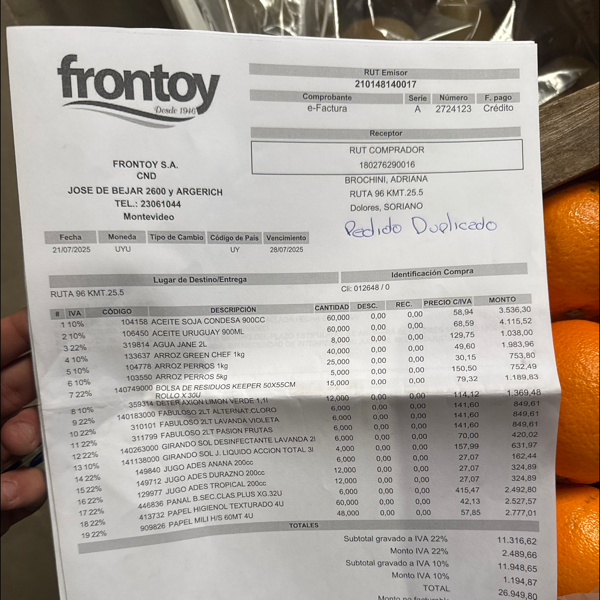 frontoy
Desde 1946
RUT Emisor
210148140017
Comprobante Serie Número F. pago
e-Factura A 2724123 Crédito
Receptor
RUT COMPRADOR
180276290016
BROCHINI, ADRIANA
RUTA 96 KMT.25.5
Dolores, SORIANO
FRONTOY S.A.
CND
JOSE DE BEJAR 2600 y ARGERICH
TEL.: 23061044
Montevideo
Pedido Duplicado
Fecha Moneda Tipo de Cambio Código de País Vencimiento
21/07/2025 UYU UY 28/07/2025
Lugar de Destino/Entrega Identificación Compra
RUTA 96 KMT.25.5 CI: 012648 / 0
# IVA CÓDIGO DESCRIPCIÓN CANTIDAD DESC. REC. PRECIO C/IVA MONTO
1 10% 104158 ACEITE SOJA CONDESA 900CC 60,000 0,00 0,00 58,94 3.536,30
2 10% 106450 ACEITE URUGUAY 900ML 60,000 0,00 0,00 68,59 4.115,52
3 22% 319814 AGUA JANE 2L 8,000 0,00 0,00 129,75 1.038,00
4 10% 133637 ARROZ GREEN CHEF 1kg 40,000 0,00 0,00 49,60 1.983,96
5 10% 104778 ARROZ PERROS 1kg 25,000 0,00 0,00 30,15 753,80
6 10% 103550 ARROZ PERROS 5kg 5,000 0,00 0,00 150,50 752,49
7 22% 140749000 BOLSA DE RESIDUOS KEEPER 50X55CM 15,000 0,00 0,00 79,32 1.189,83
ROLLO X 30U
8 10% 359314 DETER AXION LIMON VERDE 1,1l 12,000 0,00 0,00 114,12 1.369,48
9 22% 140183000 FABULOSO 2LT ALTERNAT.CLORO 6,000 0,00 0,00 141,60 849,61
10 22% 310101 FABULOSO 2LT LAVANDA VIOLETA 6,000 0,00 0,00 141,60 849,61
11 22% 311799 FABULOSO 2LT PASION FRUTAS 6,000 0,00 0,00 141,60 849,61
12 22% 140263000 GIRANDO SOL DESINFECTANTE LAVANDA 2l 6,000 0,00 0,00 70,00 420,02
13 10% 141138000 GIRANDO SOL J. LIQUIDO ACCION TOTAL 3l 4,000 0,00 0,00 157,99 631,97
14 22% 149840 JUGO ADES ANANA 200cc 6,000 0,00 0,00 27,07 162,44
15 22% 149712 JUGO ADES DURAZNO 200cc 12,000 0,00 0,00 27,07 324,89
16 22% 129977 JUGO ADES TROPICAL 200cc 12,000 0,00 0,00 27,07 324,89
17 22% 446836 PANAL B.SEC.CLAS.PLUS XG.32U 6,000 0,00 0,00 415,47 2.492,80
18 22% 413732 PAPEL HIGIENOL TEXTURADO 4U 60,000 0,00 0,00 42,13 2.527,57
19 22% 909826 PAPEL MILI H/S 60MT 4U 48,000 0,00 0,00 57,85 2.777,01
TOTALES
Subtotal gravado a IVA 22% 11.316,62
Monto IVA 22% 2.489,66
Subtotal gravado a IVA 10% 11.948,65
Monto IVA 10% 1.194,87
TOTAL 26.949,80
Monto no facturable